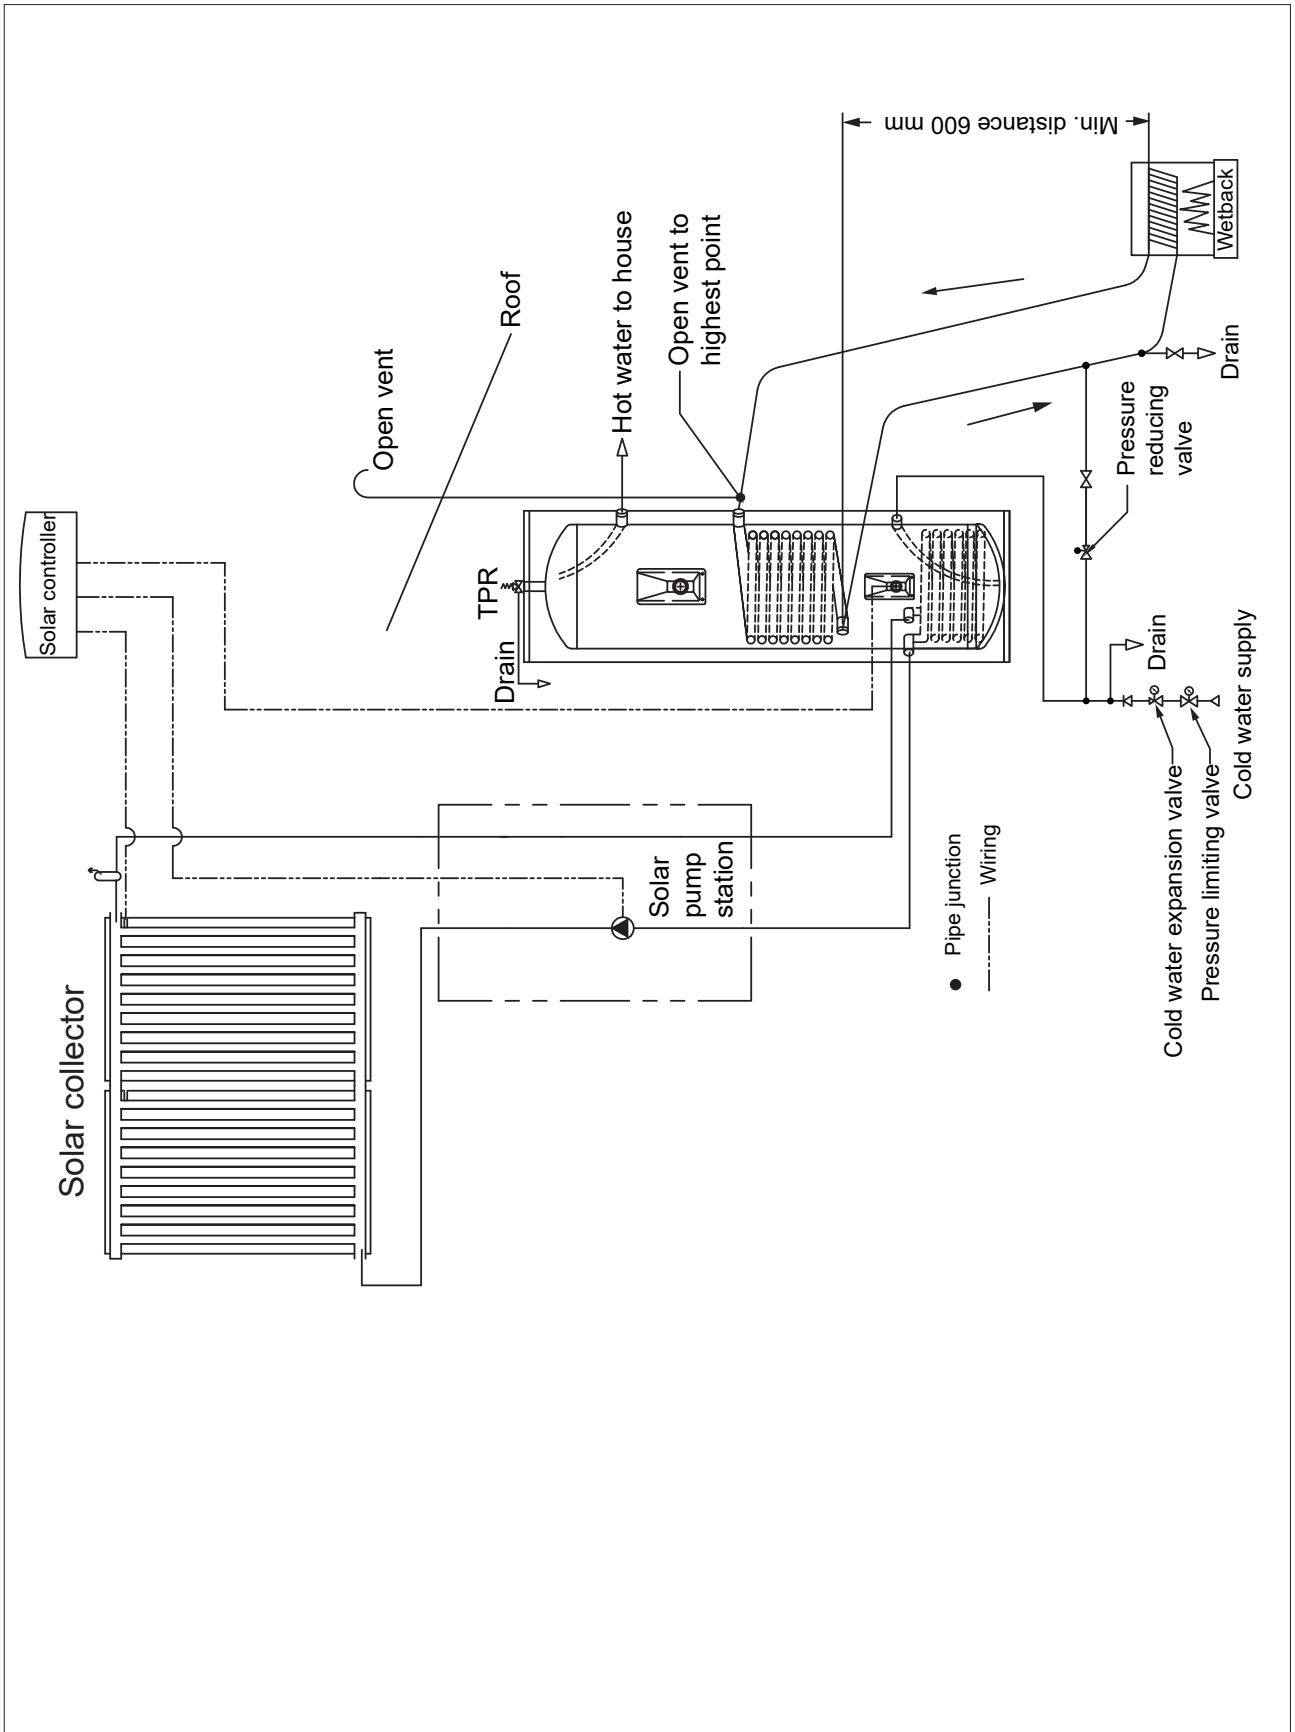 Solar collector
Solar controller
Open vent
Roof
TPR
Drain
Hot water to house
Open vent to
highest point
Min. distance 600 mm
Wetback
Drain
Pressure
reducing
valve
Solar
pump
station
Pipe junction
Wiring
Drain
Cold water expansion valve
Pressure limiting valve
Cold water supply